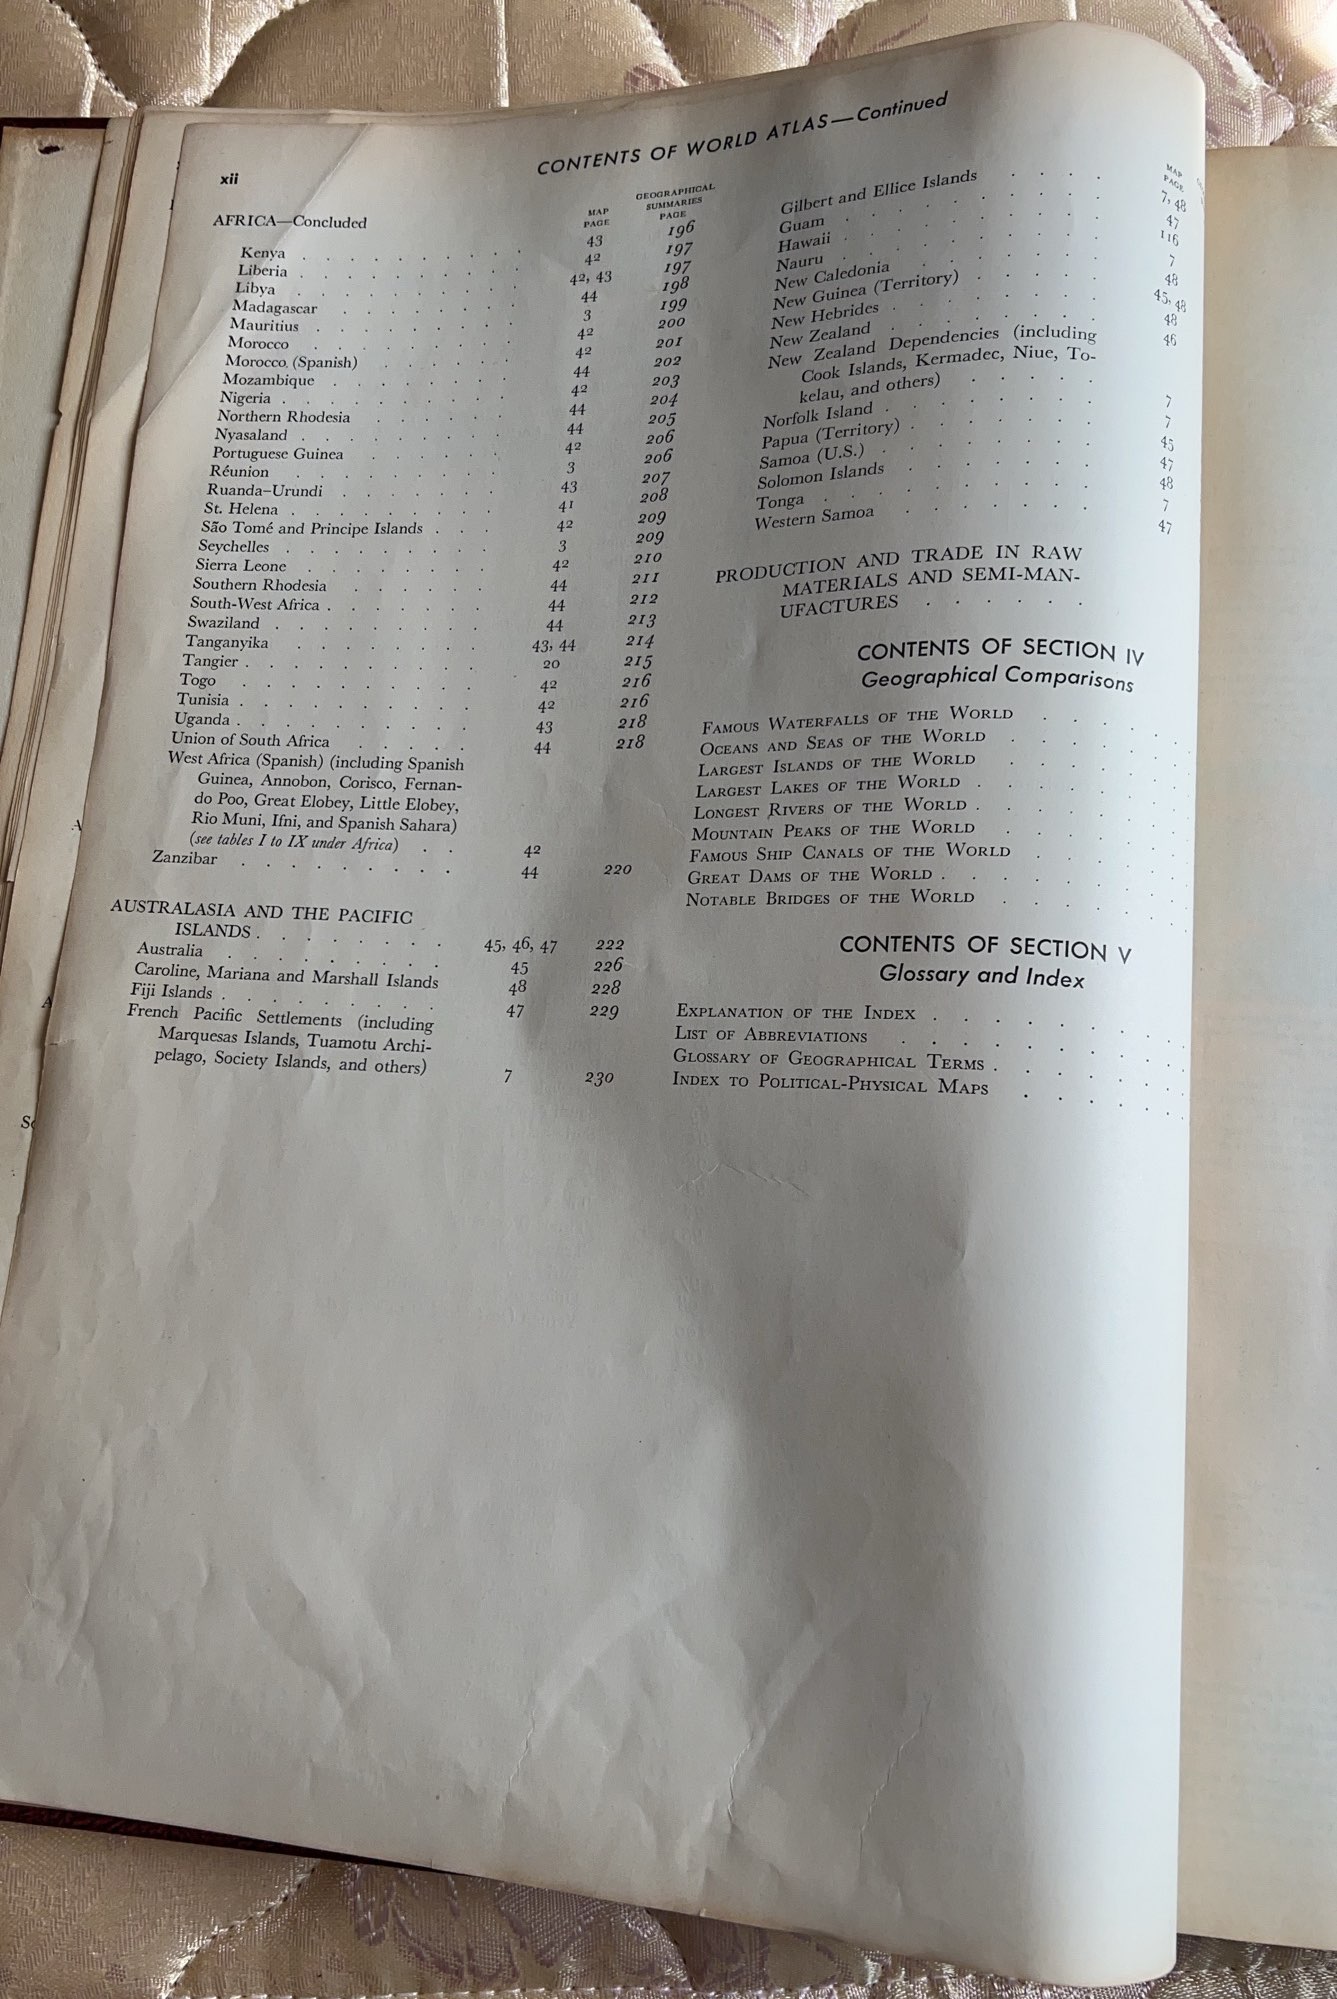 xii
CONTENTS OF WORLD ATLAS—Continued
MAP PAGE
GEOGRAPHICAL SUMMARIES PAGE
AFRICA—Concluded
Kenya . . . . . . . 43 196
Liberia . . . . . . . 42 197
Libya . . . . . . . 42, 43 197
Madagascar . . . . . . 44 198
Mauritius . . . . . . . 3 199
Morocco . . . . . . . 42 200
Morocco (Spanish) . . . . 42 201
Mozambique . . . . . . 44 202
Nigeria . . . . . . . 42 203
Northern Rhodesia . . . . 44 204
Nyasaland . . . . . . . 44 205
Portuguese Guinea . . . . 42 206
Réunion . . . . . . . 3 206
Ruanda-Urundi . . . . . 43 207
St. Helena . . . . . . . 41 208
São Tomé and Principe Islands . . 42 209
Seychelles . . . . . . . 3 209
Sierra Leone . . . . . . 42 210
Southern Rhodesia . . . . 44 211
South-West Africa . . . . . 44 212
Swaziland . . . . . . . 44 213
Tanganyika . . . . . . 43, 44 214
Tangier . . . . . . . 20 215
Togo . . . . . . . 42 216
Tunisia . . . . . . . 42 216
Uganda . . . . . . . 43 218
Union of South Africa . . . . 44 218
West Africa (Spanish) (including Spanish
Guinea, Annobon, Corisco, Fernan-
do Poo, Great Elobey, Little Elobey,
Rio Muni, Ifni, and Spanish Sahara)
(see tables I to IX under Africa) . . 42
Zanzibar . . . . . . . 44 220
AUSTRALASIA AND THE PACIFIC
ISLANDS . . . . . . 45, 46, 47 222
Australia . . . . . . . 45 226
Caroline, Mariana and Marshall Islands 48 228
Fiji Islands . . . . . . . 47 229
French Pacific Settlements (including
Marquesas Islands, Tuamotu Archi-
pelago, Society Islands, and others) 7 230
MAP PAGE
Gilbert and Ellice Islands . . . . 7, 48
Guam . . . . . . . 47
Hawaii . . . . . . . 116
Nauru . . . . . . . 7
New Caledonia . . . . . . 48
New Guinea (Territory) . . . . 45, 48
New Hebrides . . . . . . 48
New Zealand . . . . . . 46
New Zealand Dependencies (including
Cook Islands, Kermadec, Niue, To-
kelau, and others) . . . . 7
Norfolk Island . . . . . . 7
Papua (Territory) . . . . . 45
Samoa (U.S.) . . . . . . 47
Solomon Islands . . . . . 48
Tonga . . . . . . . 7
Western Samoa . . . . . 47
PRODUCTION AND TRADE IN RAW
MATERIALS AND SEMI-MAN-
UFACTURES . . . . . .
CONTENTS OF SECTION IV
Geographical Comparisons
FAMOUS WATERFALLS OF THE WORLD . . . .
OCEANS AND SEAS OF THE WORLD . . . . .
LARGEST ISLANDS OF THE WORLD . . . . .
LARGEST LAKES OF THE WORLD . . . . . .
LONGEST RIVERS OF THE WORLD . . . . . .
MOUNTAIN PEAKS OF THE WORLD . . . . .
FAMOUS SHIP CANALS OF THE WORLD . . . .
GREAT DAMS OF THE WORLD . . . . . . .
NOTABLE BRIDGES OF THE WORLD . . . . .
CONTENTS OF SECTION V
Glossary and Index
EXPLANATION OF THE INDEX . . . . . . .
LIST OF ABBREVIATIONS . . . . . . . .
GLOSSARY OF GEOGRAPHICAL TERMS . . . . .
INDEX TO POLITICAL-PHYSICAL MAPS . . . . .